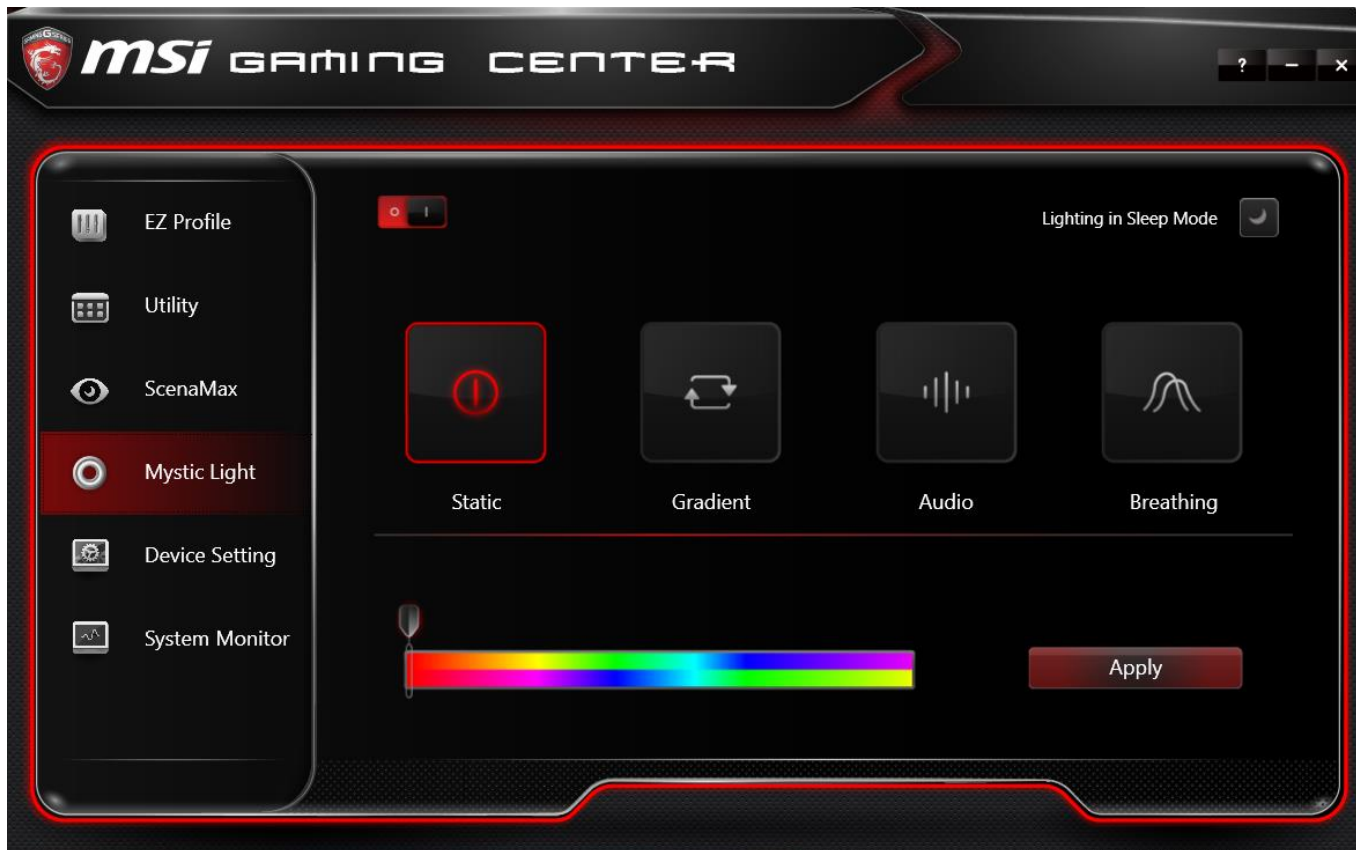 msi GAMING CENTER
? – ×
EZ Profile
Utility
ScenaMax
Mystic Light
Device Setting
System Monitor
O I
Lighting in Sleep Mode
Static
Gradient
Audio
Breathing
Apply